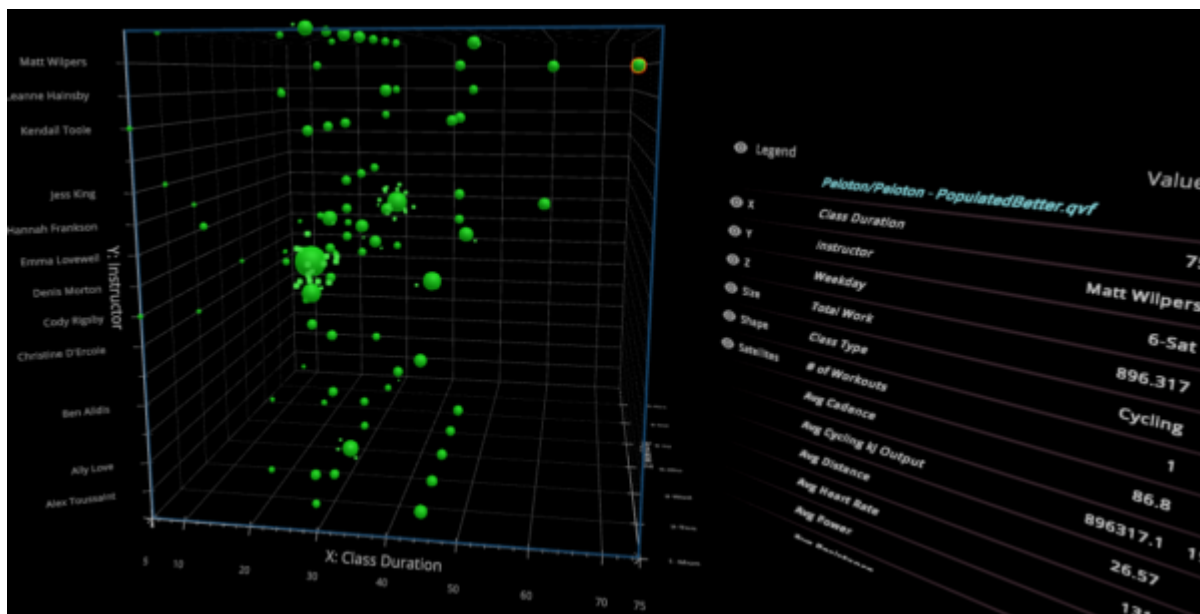 Matt Wilpers
Leanne Hainsby
Kendall Toole
Jess King
Hannah Frankson
Emma Lovewell
Denis Morton
Cody Rigsby
Christine D'Ercole
Ben Alldis
Ally Love
Alex Toussaint
Y: Instructor
X: Class Duration
5 10 20 30 40 50 60 70 75
Legend
Value
Peloton/Peloton - PopulatedBetter.qvf
X Class Duration 75
Y Instructor Matt Wilpers
Z Weekday 6-Sat
Size Total Work 896.317
Shape Class Type Cycling
Satellites # of Workouts 1
Avg Cadence 86.8
Avg Cycling kj Output 896317.1
Avg Distance 26.57
Avg Heart Rate
Avg Power